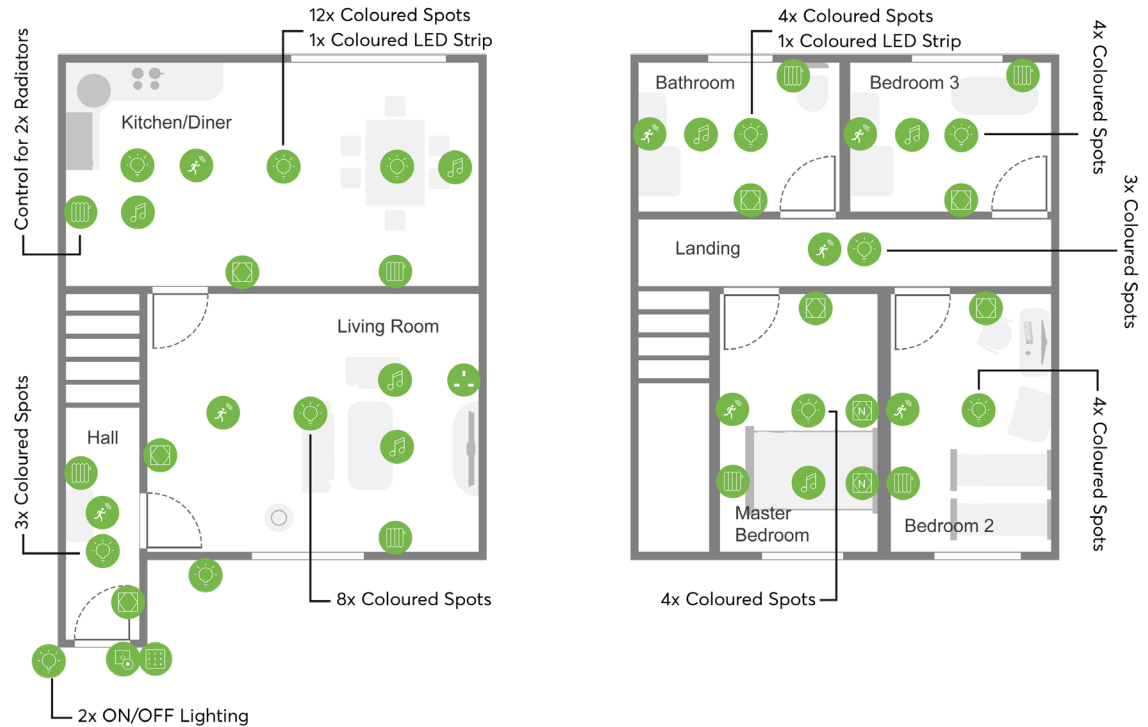 12x Coloured Spots
1x Coloured LED Strip
Control for 2x Radiators
Kitchen/Diner
Living Room
Hall
3x Coloured Spots
8x Coloured Spots
2x ON/OFF Lighting
4x Coloured Spots
1x Coloured LED Strip
Bathroom
Bedroom 3
4x Coloured Spots
Landing
3x Coloured Spots
N
N
Master
Bedroom
Bedroom 2
4x Coloured Spots
4x Coloured Spots